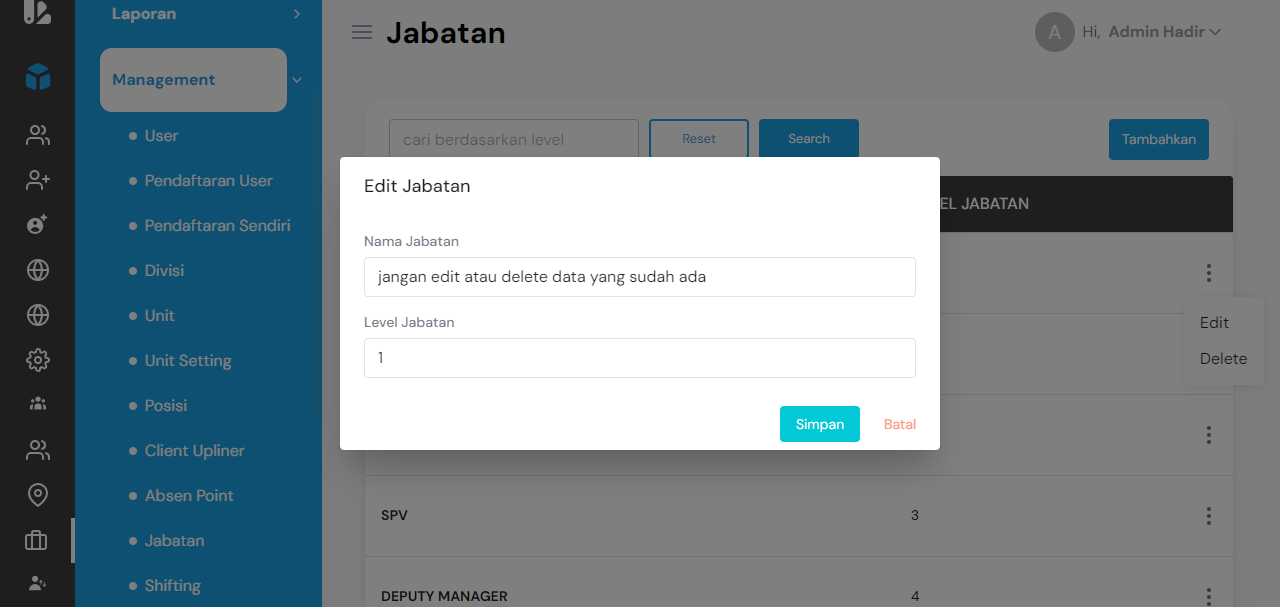 Laporan
Jabatan
A Hi, Admin Hadir
Management
User
Pendaftaran User
Pendaftaran Sendiri
Divisi
Unit
Unit Setting
Posisi
Client Upliner
Absen Point
Jabatan
Shifting
cari berdasarkan level
Reset
Search
Tambahkan
EL JABATAN
Edit Jabatan
Nama Jabatan
jangan edit atau delete data yang sudah ada
Level Jabatan
1
Simpan
Batal
Edit
Delete
SPV 3
DEPUTY MANAGER 4